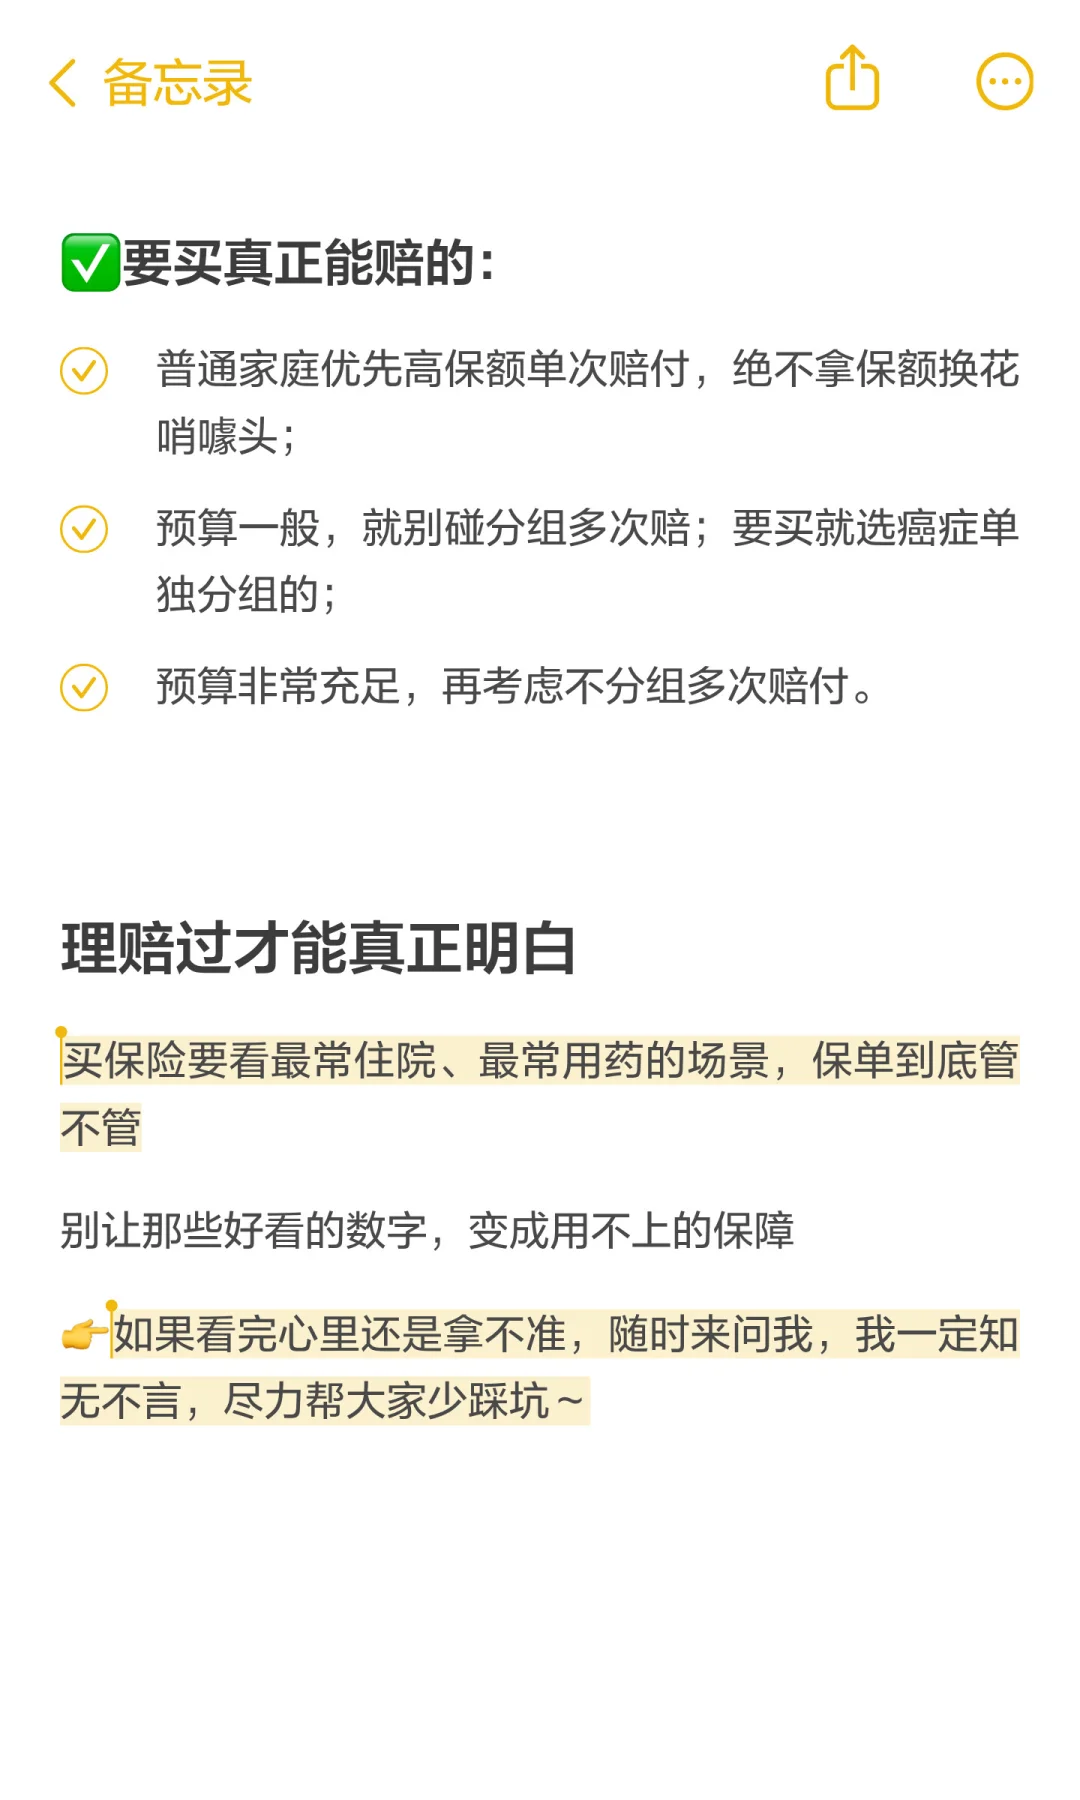 备忘录
✅要买真正能赔的：
普通家庭优先高保额单次赔付，绝不拿保额换花
哨噱头；
预算一般，就别碰分组多次赔；要买就选癌症单
独分组的；
预算非常充足，再考虑不分组多次赔付。
理赔过才能真正明白
买保险要看最常住院、最常用药的场景，保单到底管
不管
别让那些好看的数字，变成用不上的保障
👉如果看完心里还是拿不准，随时来问我，我一定知
无不言，尽力帮大家少踩坑～